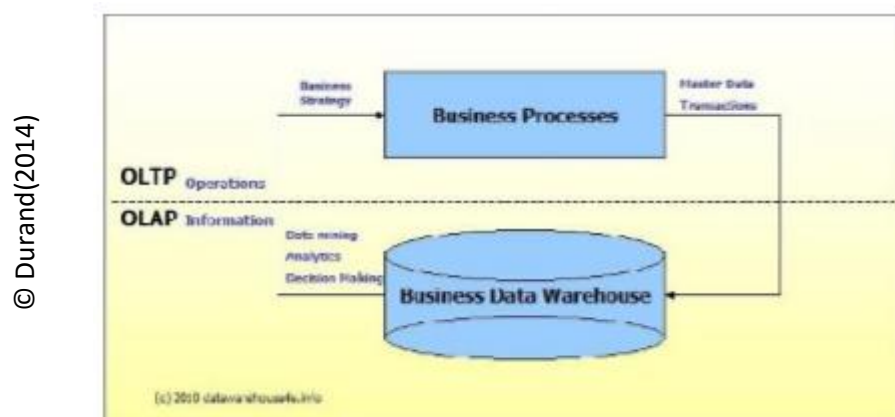 © Durand(2014)
Business
Strategy
Business Processes
Master Data
Transactions
OLTP Operations
OLAP Information
Data mining
Analytics
Decision Making
Business Data Warehouse
(c) 2010 datawarehouse4u.info